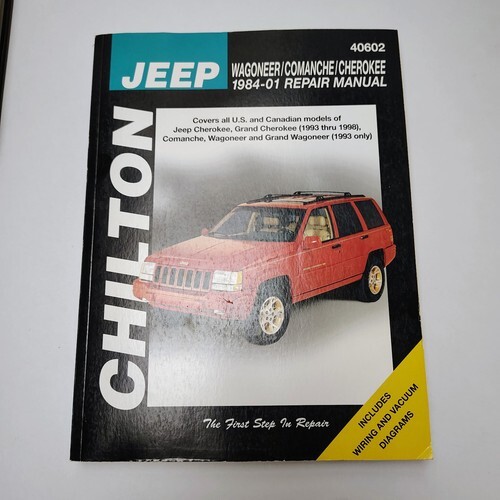 40602
JEEP
WAGONEER/COMANCHE/CHEROKEE
1984-01 REPAIR MANUAL
Covers all U.S. and Canadian models of
Jeep Cherokee, Grand Cherokee (1993 thru 1998),
Comanche, Wagoneer and Grand Wagoneer (1993 only)
CHILTON
The First Step In Repair
INCLUDES
WIRING AND VACUUM
DIAGRAMS